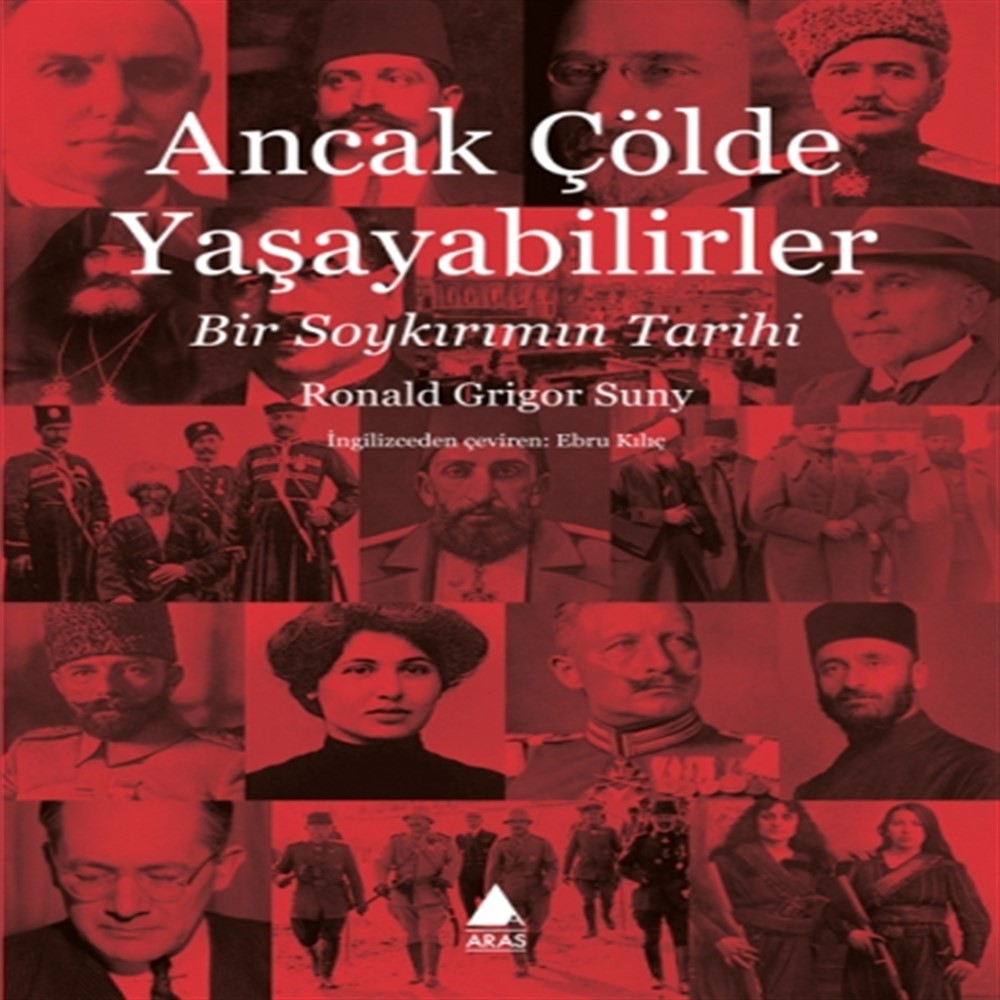 Ancak Çölde
Yaşayabilirler
Bir Soykırımın Tarihi
Ronald Grigor Suny
İngilizceden çeviren: Ebru Kılıç
ARAS